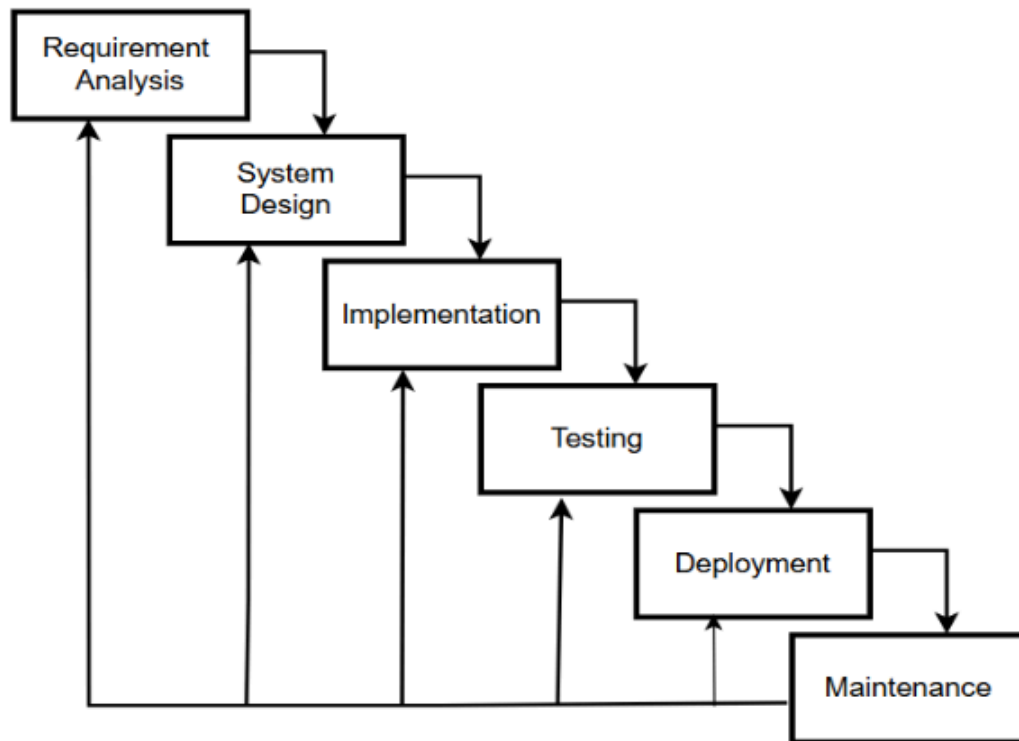 Requirement
Analysis
System
Design
Implementation
Testing
Deployment
Maintenance